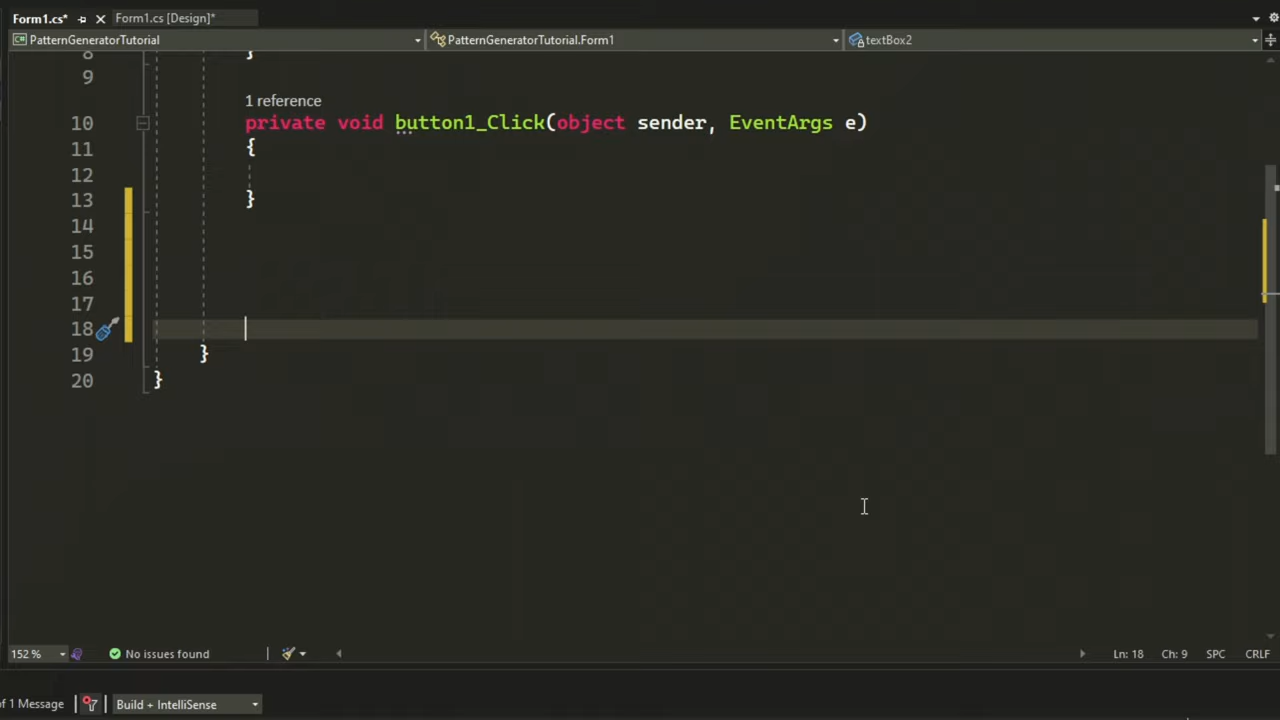 Form1.cs* Form1.cs [Design]*
PatternGeneratorTutorial PatternGeneratorTutorial.Form1 textBox2
8 }
9
1 reference
10 private void button1_Click(object sender, EventArgs e)
11 {
12
13 }
14
15
16
17
18
19 }
20 }
152 % No issues found Ln: 18 Ch: 9 SPC CRLF
of 1 Message Build + IntelliSense